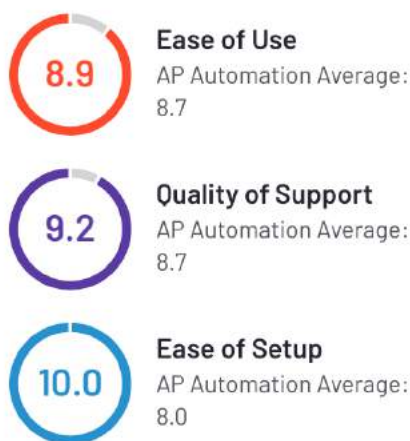 8.9
Ease of Use
AP Automation Average:
8.7
9.2
Quality of Support
AP Automation Average:
8.7
10.0
Ease of Setup
AP Automation Average:
8.0